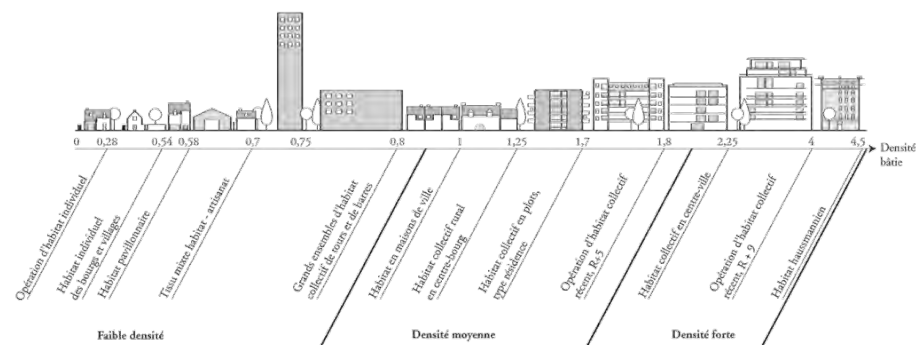 0 0,28 0,54 0,58 0,7 0,75 0,8 1 1,25 1,7 1,8 2,25 4 4,5
Densité
bâtie
Opération d'habitat individuel
Habitat individuel
des bourgs et villages
Habitat pavillonnaire
Tissu mixte habitat - artisanat
Grands ensembles d'habitat
collectif de tours et de barres
Habitat en maisons de ville
Habitat collectif rural
en centre-bourg
Habitat collectif en plots,
type résidence
Opération d'habitat collectif
récent, R+5
Habitat collectif en centre-ville
Opération d'habitat collectif
récent, R + 9
Habitat haussmannien
Faible densité
Densité moyenne
Densité forte